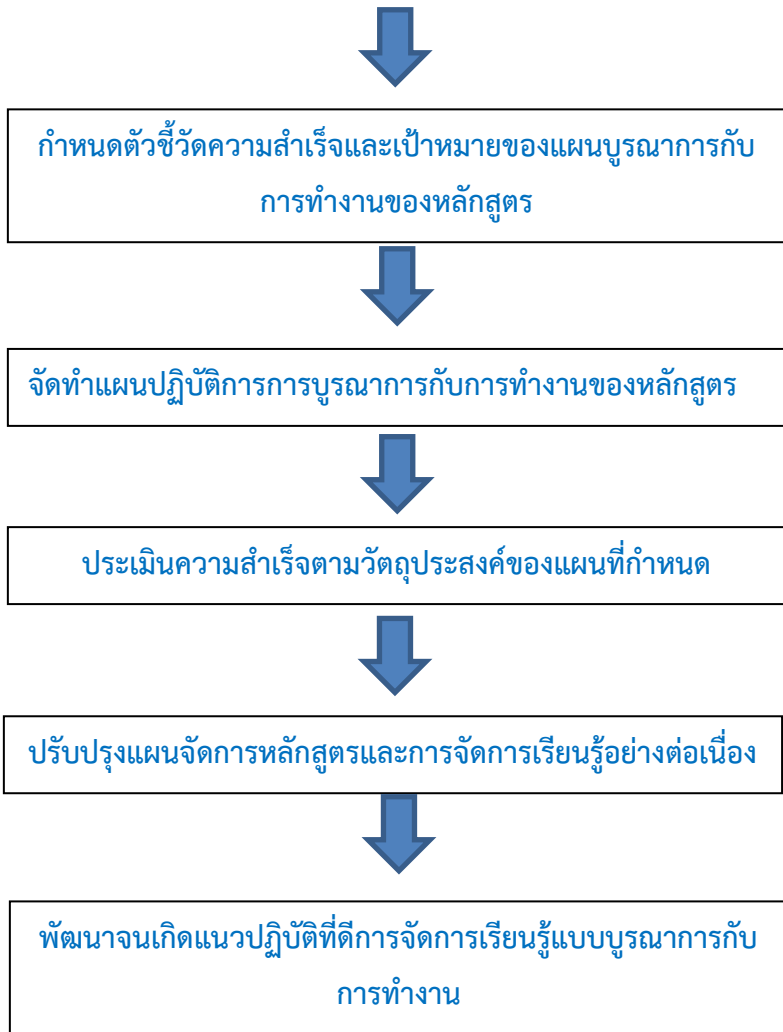 กำหนดตัวชี้วัดความสำเร็จและเป้าหมายของแผนบูรณาการกับ
การทำงานของหลักสูตร
จัดทำแผนปฏิบัติการการบูรณาการกับการทำงานของหลักสูตร
ประเมินความสำเร็จตามวัตถุประสงค์ของแผนที่กำหนด
ปรับปรุงแผนจัดการหลักสูตรและการจัดการเรียนรู้อย่างต่อเนื่อง
พัฒนาจนเกิดแนวปฏิบัติที่ดีการจัดการเรียนรู้แบบบูรณาการกับ
การทำงาน